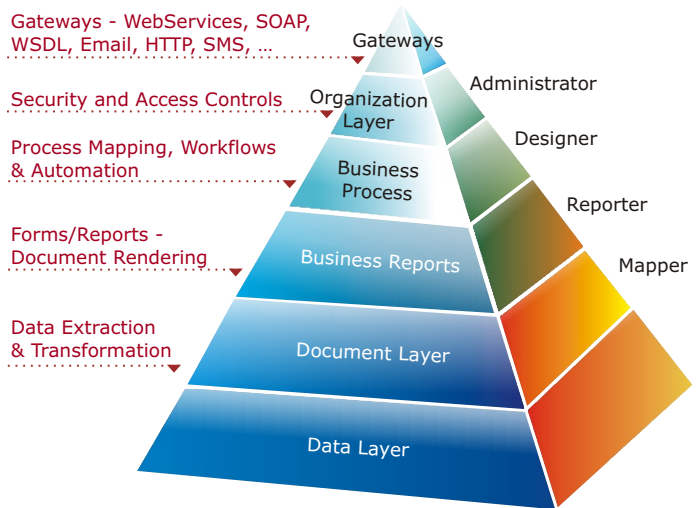 Gateways - WebServices, SOAP,
WSDL, Email, HTTP, SMS, ...
Security and Access Controls
Process Mapping, Workflows
& Automation
Forms/Reports -
Document Rendering
Data Extraction
& Transformation
Gateways
Organization
Layer
Business
Process
Business Reports
Document Layer
Data Layer
Administrator
Designer
Reporter
Mapper